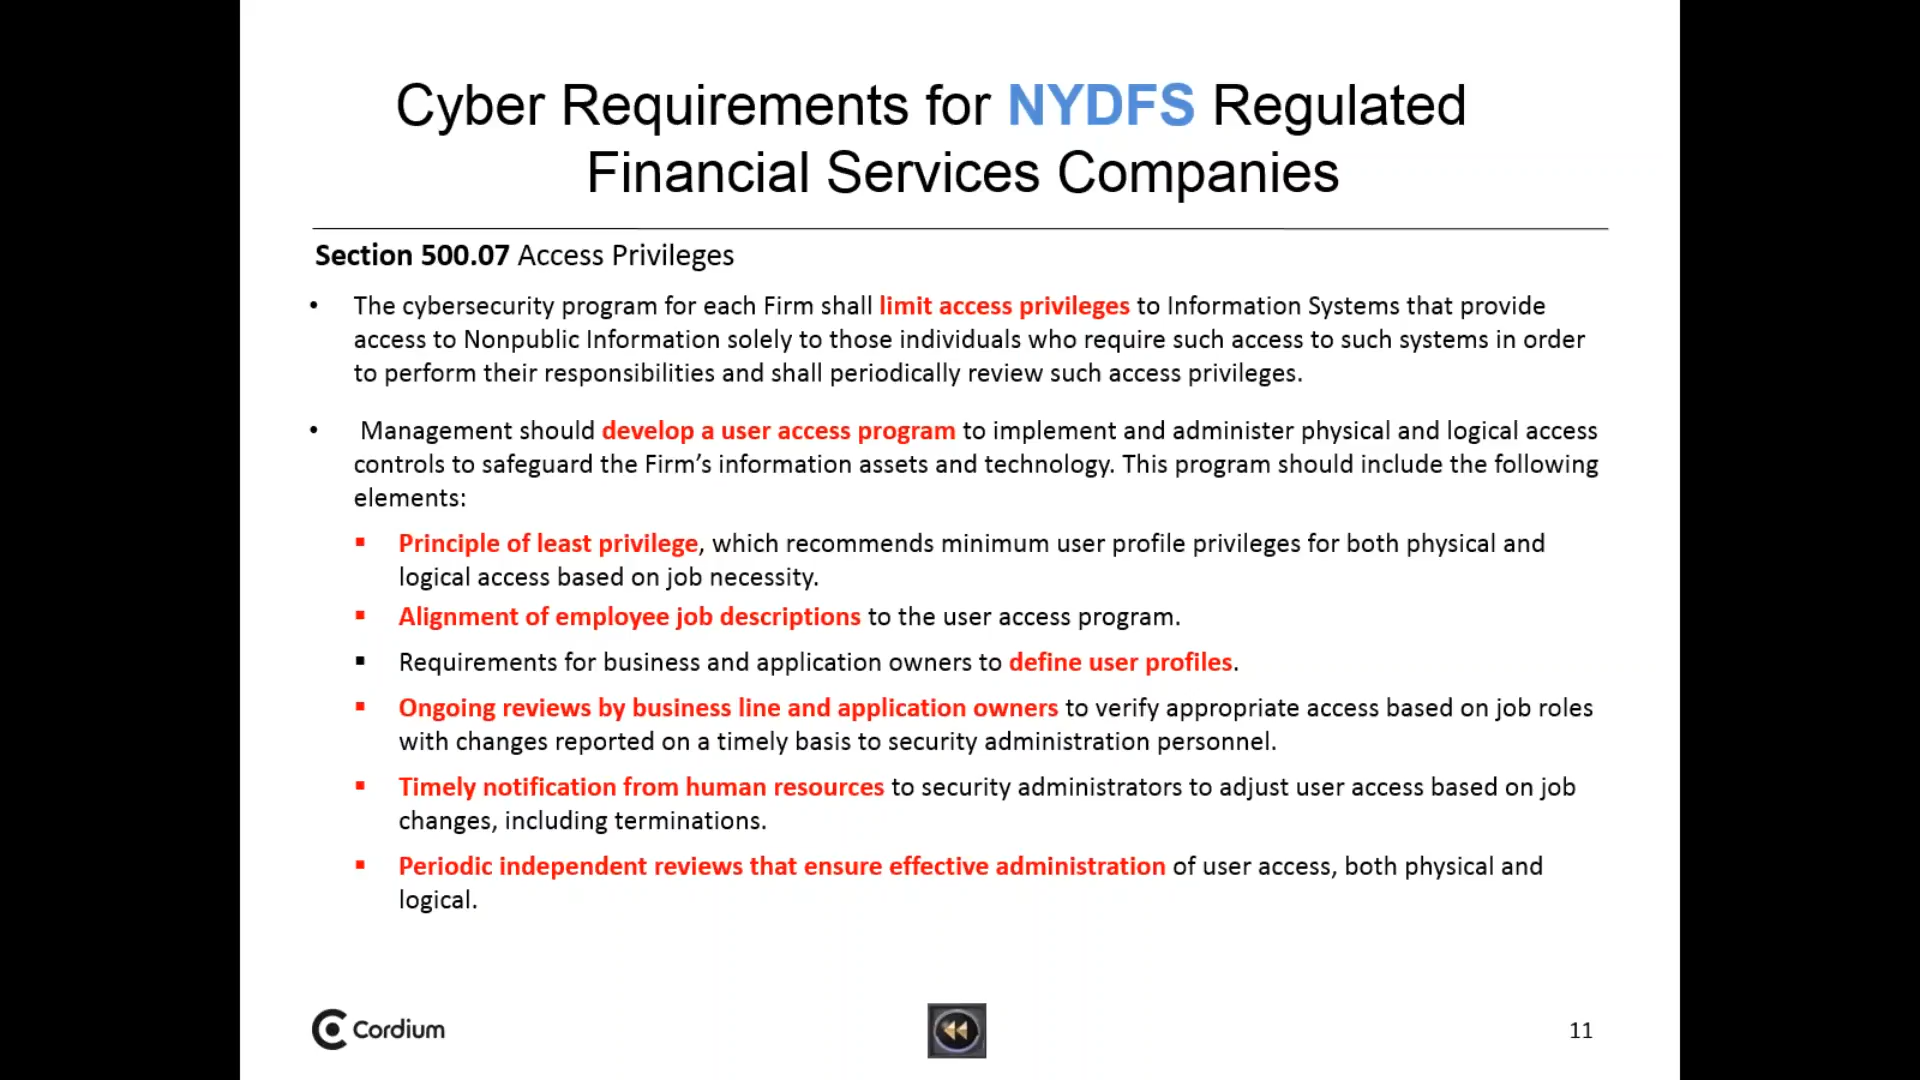 Cyber Requirements for NYDFS Regulated
Financial Services Companies
Section 500.07 Access Privileges
• The cybersecurity program for each Firm shall limit access privileges to Information Systems that provide
access to Nonpublic Information solely to those individuals who require such access to such systems in order
to perform their responsibilities and shall periodically review such access privileges.
• Management should develop a user access program to implement and administer physical and logical access
controls to safeguard the Firm’s information assets and technology. This program should include the following
elements:
▪ Principle of least privilege, which recommends minimum user profile privileges for both physical and
logical access based on job necessity.
▪ Alignment of employee job descriptions to the user access program.
▪ Requirements for business and application owners to define user profiles.
▪ Ongoing reviews by business line and application owners to verify appropriate access based on job roles
with changes reported on a timely basis to security administration personnel.
▪ Timely notification from human resources to security administrators to adjust user access based on job
changes, including terminations.
▪ Periodic independent reviews that ensure effective administration of user access, both physical and
logical.
Cordium
11